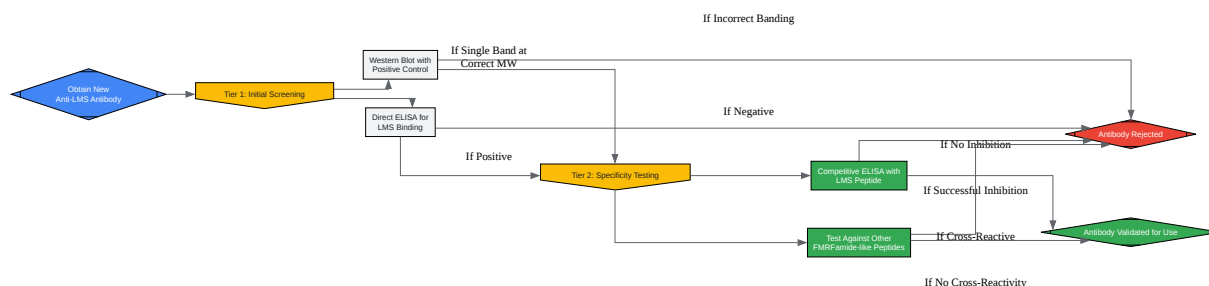 If Incorrect Banding
If Single Band at
Correct MW
Western Blot with
Positive Control
Obtain New
Anti-LMS Antibody
Tier 1: Initial Screening
Direct ELISA for
LMS Binding
If Negative
Antibody Rejected
If No Inhibition
If Positive
Tier 2: Specificity Testing
Competitive ELISA with
LMS Peptide
If Successful Inhibition
Test Against Other
FMRFamide-like Peptides
If Cross-Reactive
Antibody Validated for Use
If No Cross-Reactivity